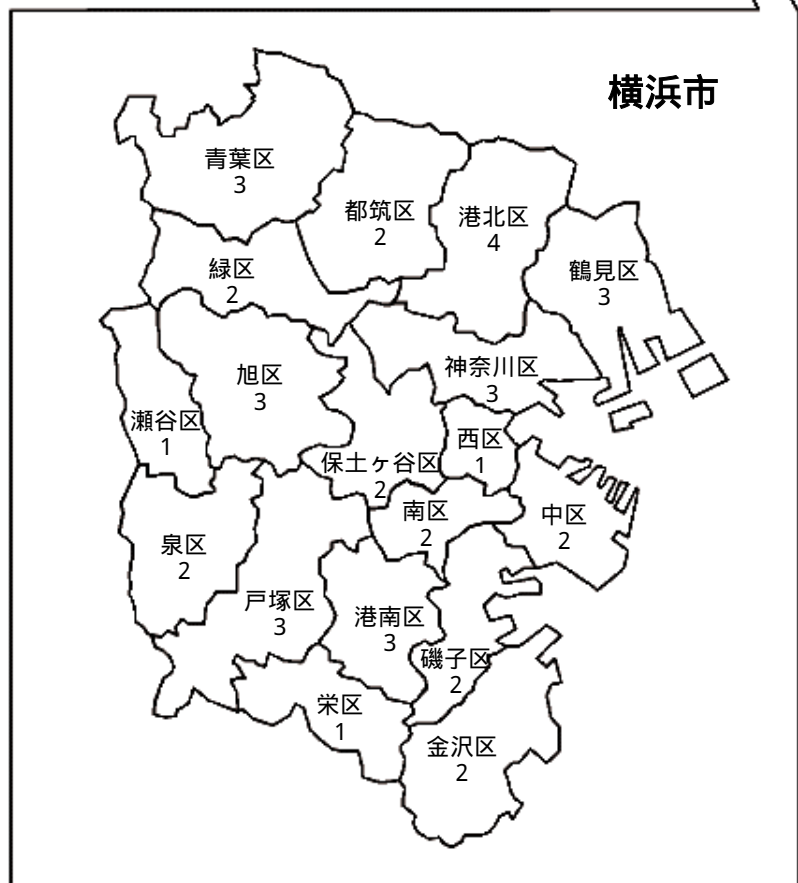 横浜市
青葉区
3
都筑区
2
港北区
4
緑区
2
鶴見区
3
神奈川区
3
旭区
3
瀬谷区
1
西区
1
保土ヶ谷区
2
南区
2
中区
2
泉区
2
戸塚区
3
港南区
3
磯子区
2
栄区
1
金沢区
2